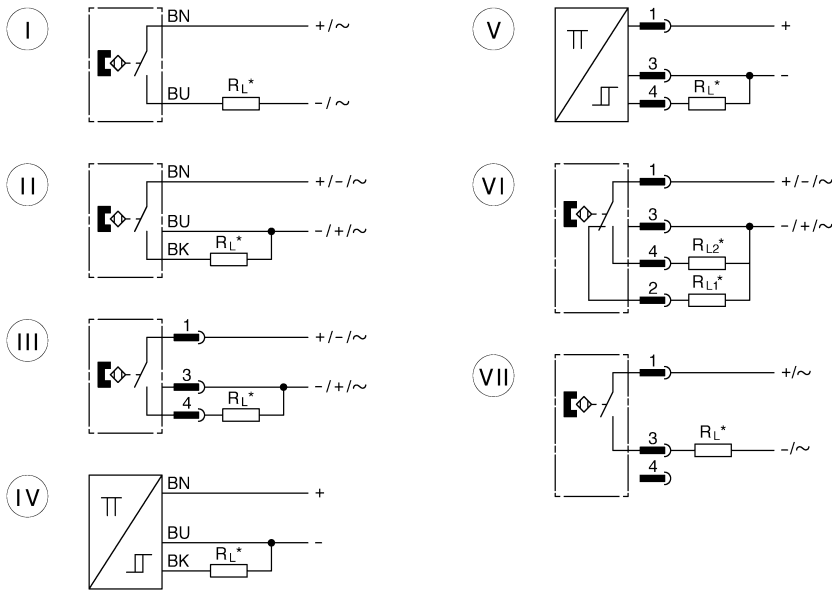 I
BN
+/~
BU
RL*
-/~
II
BN
+/-/~
BU
-/+/~
BK
RL*
III
1
+/-/~
3
-/+/~
4
RL*
IV
BN
+
BU
-
BK
RL*
V
1
+
3
-
4
RL*
VI
1
+/-/~
3
-/+/~
4
RL2*
2
RL1*
VII
1
+/~
3
RL*
-/~
4